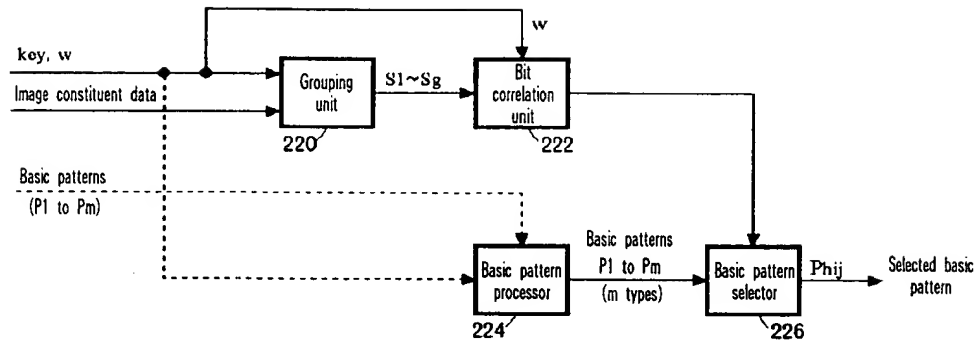 w
key, w
Image constituent data
Grouping
unit
220
S1~Sg
Bit
correlation
unit
222
Basic patterns
(P1 to Pm)
Basic pattern
processor
224
Basic patterns
P1 to Pm
(m types)
Basic pattern
selector
226
Phij
Selected basic
pattern